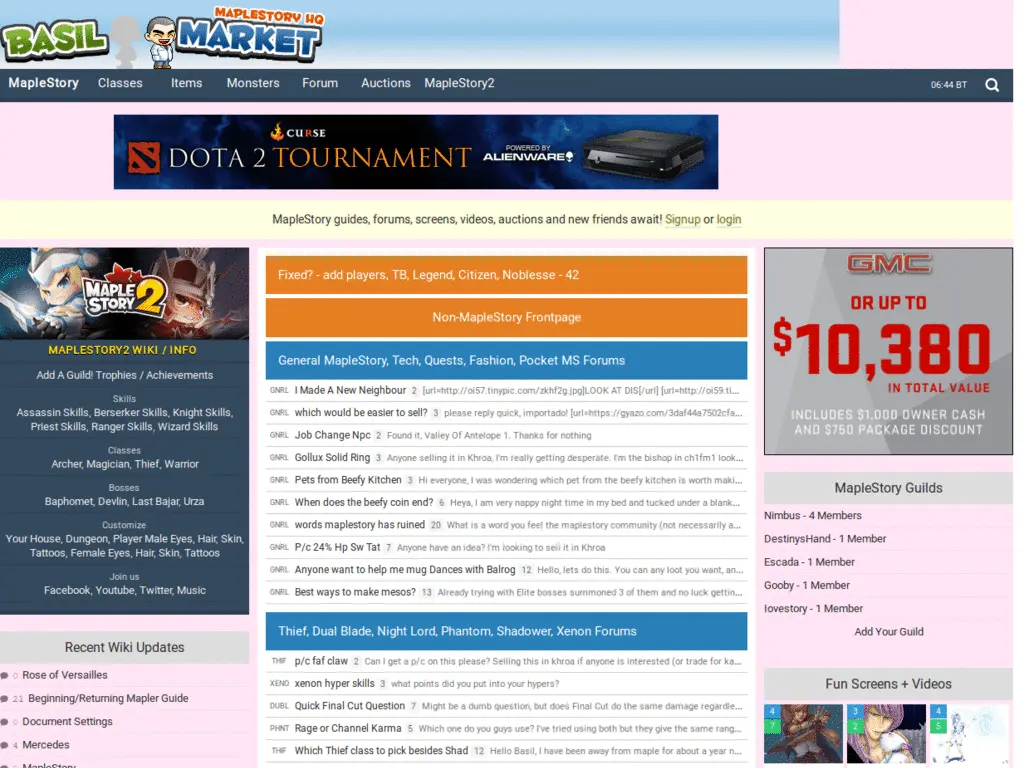 BASIL MARKET
MAPLESTORY HQ
MapleStory Classes Items Monsters Forum Auctions MapleStory2 06:44 BT
CURSE
DOTA 2 TOURNAMENT POWERED BY ALIENWARE
MapleStory guides, forums, screens, videos, auctions and new friends await! Signup or login
MAPLE STORY 2
MAPLESTORY2 WIKI / INFO
Add A Guild! Trophies / Achievements
Skills
Assassin Skills, Berserker Skills, Knight Skills,
Priest Skills, Ranger Skills, Wizard Skills
Classes
Archer, Magician, Thief, Warrior
Bosses
Baphomet, Devlin, Last Bajar, Urza
Customize
Your House, Dungeon, Player Male Eyes, Hair, Skin,
Tattoos, Female Eyes, Hair, Skin, Tattoos
Join us
Facebook, Youtube, Twitter, Music
Recent Wiki Updates
0 Rose of Versailles
21 Beginning/Returning Mapler Guide
0 Document Settings
4 Mercedes
MapleStory
Fixed? - add players, TB, Legend, Citizen, Noblesse - 42
Non-MapleStory Frontpage
General MapleStory, Tech, Quests, Fashion, Pocket MS Forums
GNRL I Made A New Neighbour 2 [url=http://oi57.tinypic.com/zkhf2g.jpg]LOOK AT DIS[/url] [url=http://oi59.ti...
GNRL which would be easier to sell? 3 please reply quick, importado! [url=https://gyazo.com/3daf44a7502cfa...
GNRL Job Change Npc 2 Found it, Valley Of Antelope 1. Thanks for nothing
GNRL Gollux Solid Ring 3 Anyone selling it in Khroa, I'm really getting desperate. I'm the bishop in ch1fm1 look...
GNRL Pets from Beefy Kitchen 3 Hi everyone, I was wondering which pet from the beefy kitchen is worth maki...
GNRL When does the beefy coin end? 6 Heya, I am very nappy night time in my bed and tucked under a blank...
GNRL words maplestory has ruined 20 What is a word you feel the maplestory community (not necessarily a...
GNRL P/c 24% Hp Sw Tat 7 Anyone have an idea? I'm looking to sell it in Khroa
GNRL Anyone want to help me mug Dances with Balrog 12 Hello, lets do this. You can any loot you want, an...
GNRL Best ways to make mesos? 13 Already trying with Elite bosses summoned 3 of them and no luck gettin...
Thief, Dual Blade, Night Lord, Phantom, Shadower, Xenon Forums
THIF p/c faf claw 2 Can I get a p/c on this please? Selling this in khroa if anyone is interested (or trade for ka...
XENO xenon hyper skills 3 what points did you put into your hypers?
DUBL Quick Final Cut Question 7 Might be a dumb question, but does Final Cut do the same damage regardle...
PHNT Rage or Channel Karma 5 Which one do you guys use? I've tried using both but they give the same rang...
THIF Which Thief class to pick besides Shad 12 Hello Basil, I have been away from maple for about a year n...
GMC
OR UP TO
$10,380
IN TOTAL VALUE
INCLUDES $1,000 OWNER CASH
AND $750 PACKAGE DISCOUNT
MapleStory Guilds
Nimbus - 4 Members
DestinysHand - 1 Member
Escada - 1 Member
Gooby - 1 Member
lovestory - 1 Member
Add Your Guild
Fun Screens + Videos
4 3 4
7 2 5